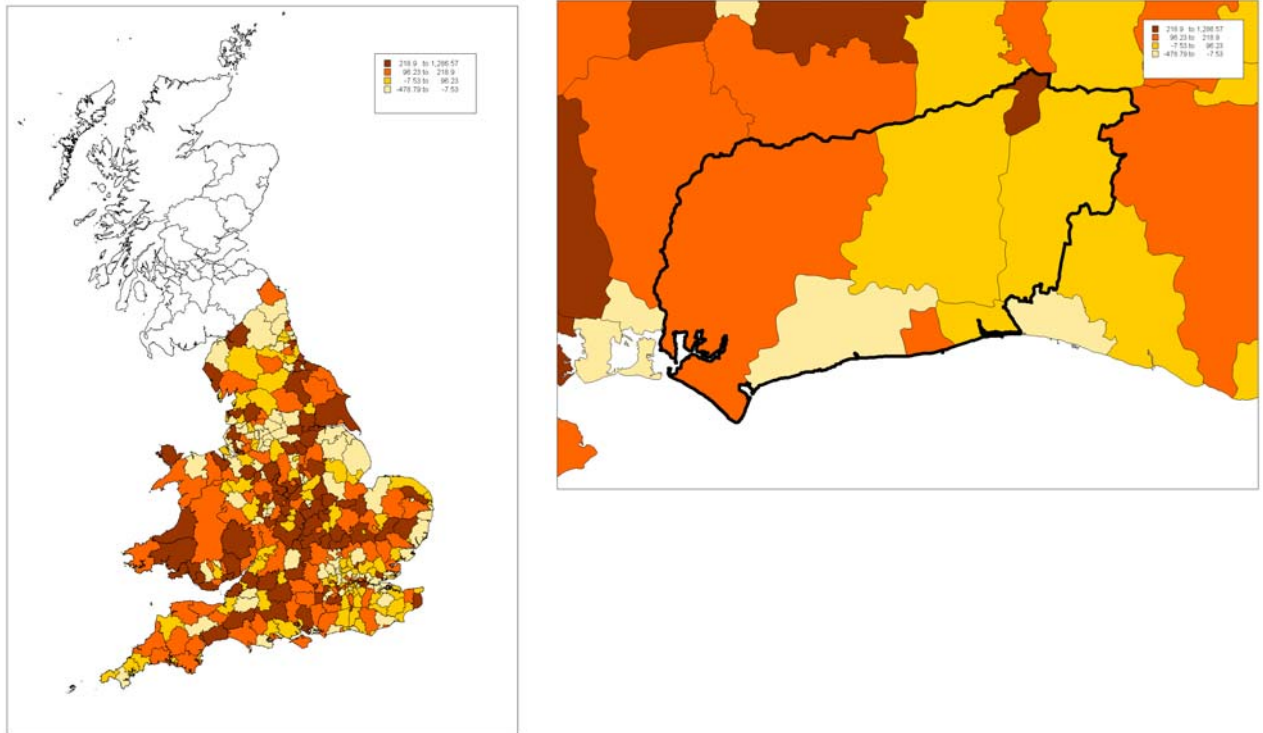 218.9 to 1,286.57
96.23 to 218.9
-7.53 to 96.23
-478.79 to -7.53
218.9 to 1,286.57
96.23 to 218.9
-7.53 to 96.23
-478.79 to -7.53